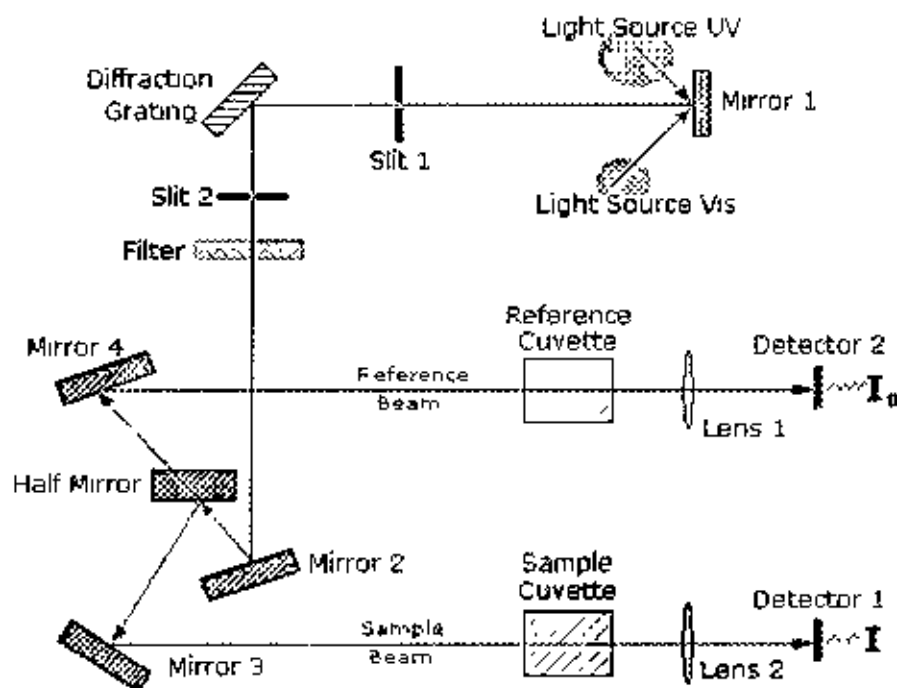 Light Source UV
Diffraction
Grating
Mirror 1
Slit 1
Slit 2
Light Source Vis
Filter
Reference
Cuvette
Mirror 4
Detector 2
Reference
Beam
I0
Lens 1
Half Mirror
Mirror 2
Sample
Cuvette
Detector 1
Sample
Beam
I
Mirror 3
Lens 2